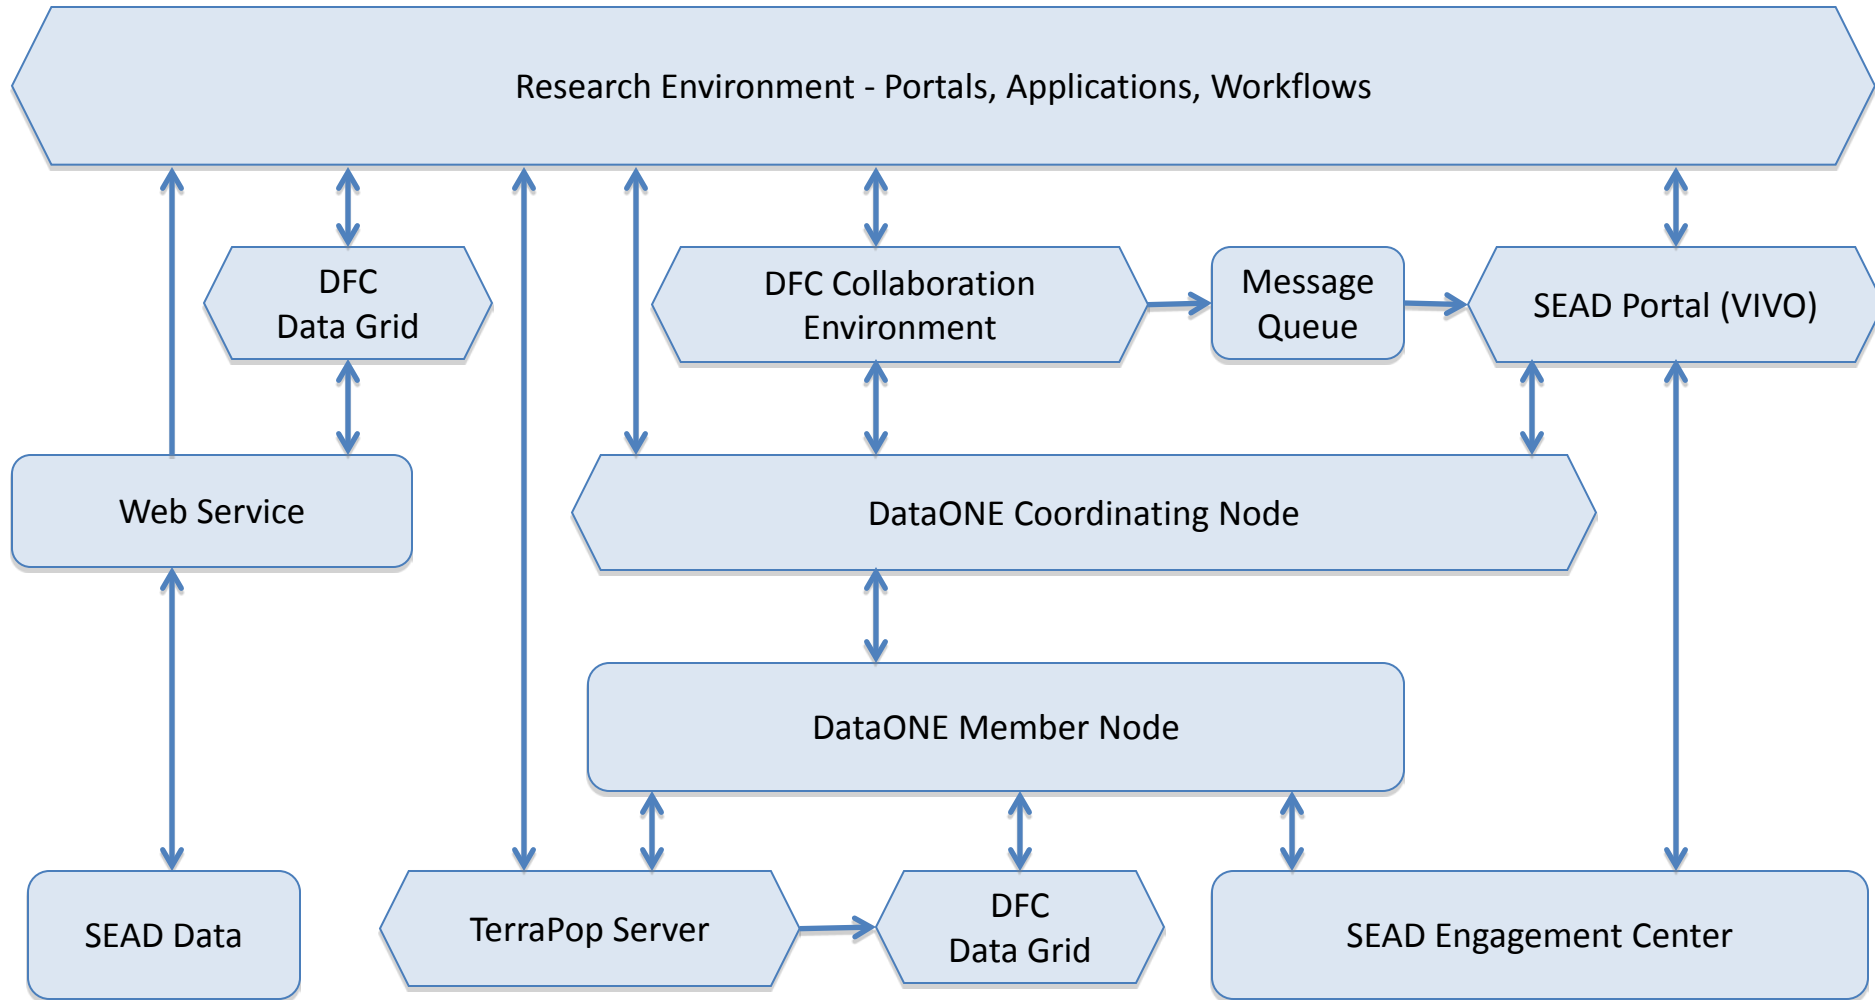 Research Environment - Portals, Applications, Workflows
DFC
Data Grid
DFC Collaboration
Environment
Message
Queue
SEAD Portal (VIVO)
Web Service
DataONE Coordinating Node
DataONE Member Node
SEAD Data
TerraPop Server
DFC
Data Grid
SEAD Engagement Center